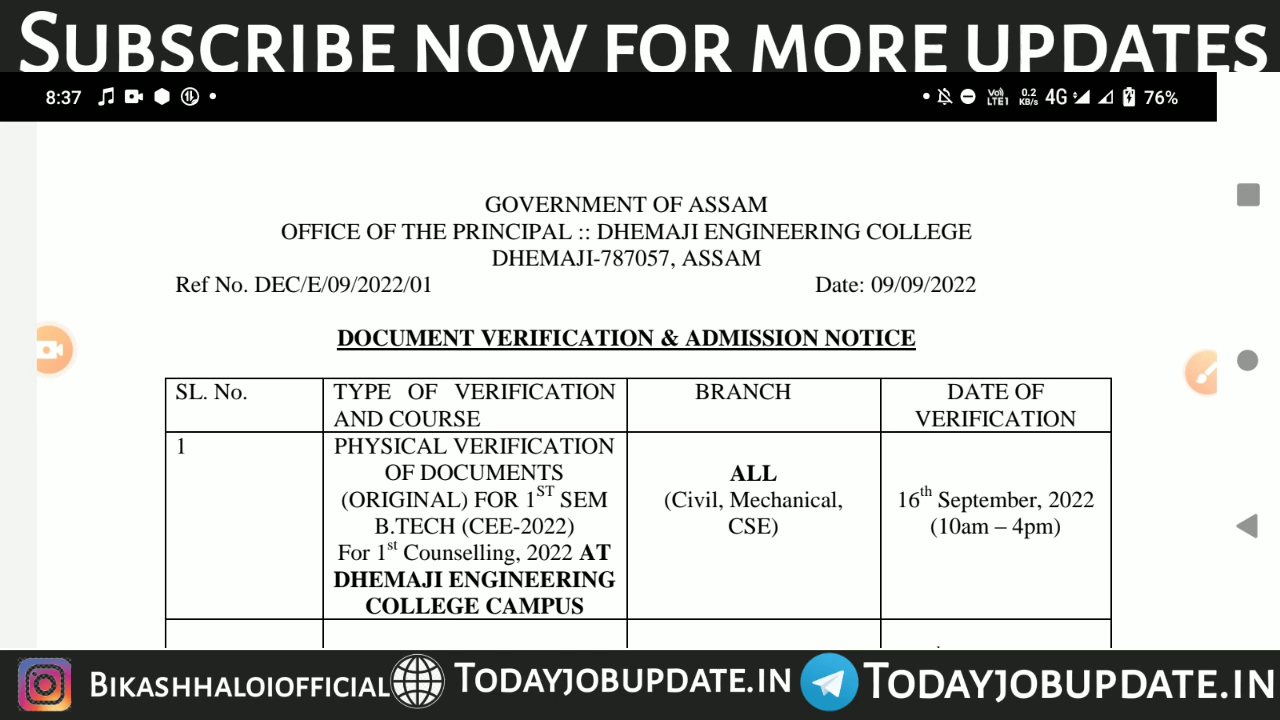 SUBSCRIBE NOW FOR MORE UPDATES
8:37
VoLTE1 0.2 KB/s 4G 76%
GOVERNMENT OF ASSAM
OFFICE OF THE PRINCIPAL :: DHEMAJI ENGINEERING COLLEGE
DHEMAJI-787057, ASSAM
Ref No. DEC/E/09/2022/01 Date: 09/09/2022
DOCUMENT VERIFICATION & ADMISSION NOTICE
SL. No.
TYPE OF VERIFICATION
AND COURSE
BRANCH
DATE OF
VERIFICATION
1
PHYSICAL VERIFICATION
OF DOCUMENTS
(ORIGINAL) FOR 1ST SEM
B.TECH (CEE-2022)
For 1st Counselling, 2022 AT
DHEMAJI ENGINEERING
COLLEGE CAMPUS
ALL
(Civil, Mechanical,
CSE)
16th September, 2022
(10am – 4pm)
BIKASHHALOIOFFICIAL TODAYJOBUPDATE.IN TODAYJOBUPDATE.IN